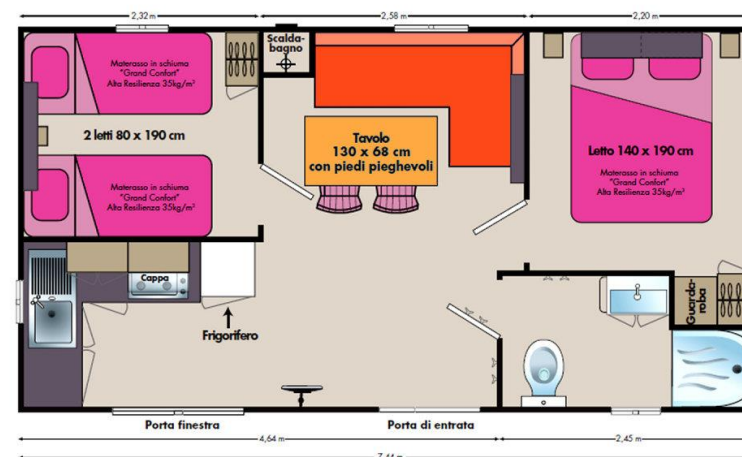 2,32 m
2,58 m
2,20 m
Scalda-
bagno
Materasso in schiuma
"Grand Confort"
Alta Resilienza 35kg/m³
2 letti 80 x 190 cm
Materasso in schiuma
"Grand Confort"
Alta Resilienza 35kg/m³
Tavolo
130 x 68 cm
con piedi pieghevoli
Letto 140 x 190 cm
Materasso in schiuma
"Grand Confort"
Alta Resilienza 35kg/m³
Cappa
Frigorifero
Guarda-
roba
Porta finestra
Porta di entrata
4,64 m
2,45 m
7,44 m